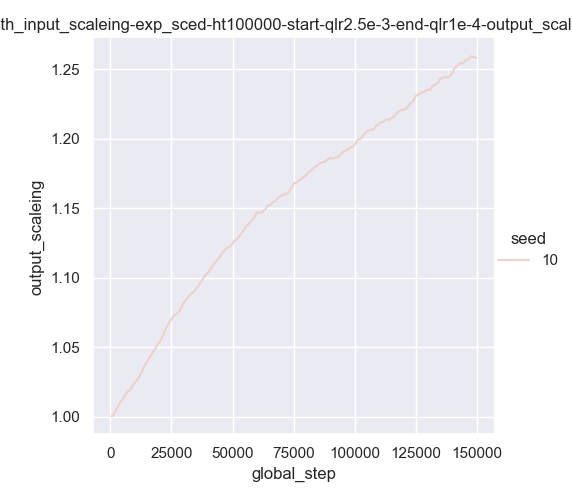 th_input_scaleing-exp_sced-ht100000-start-qlr2.5e-3-end-qlr1e-4-output_scal
1.25
1.20
1.15
1.10
1.05
1.00
output_scaleing
0 25000 50000 75000 100000 125000 150000
global_step
seed
10